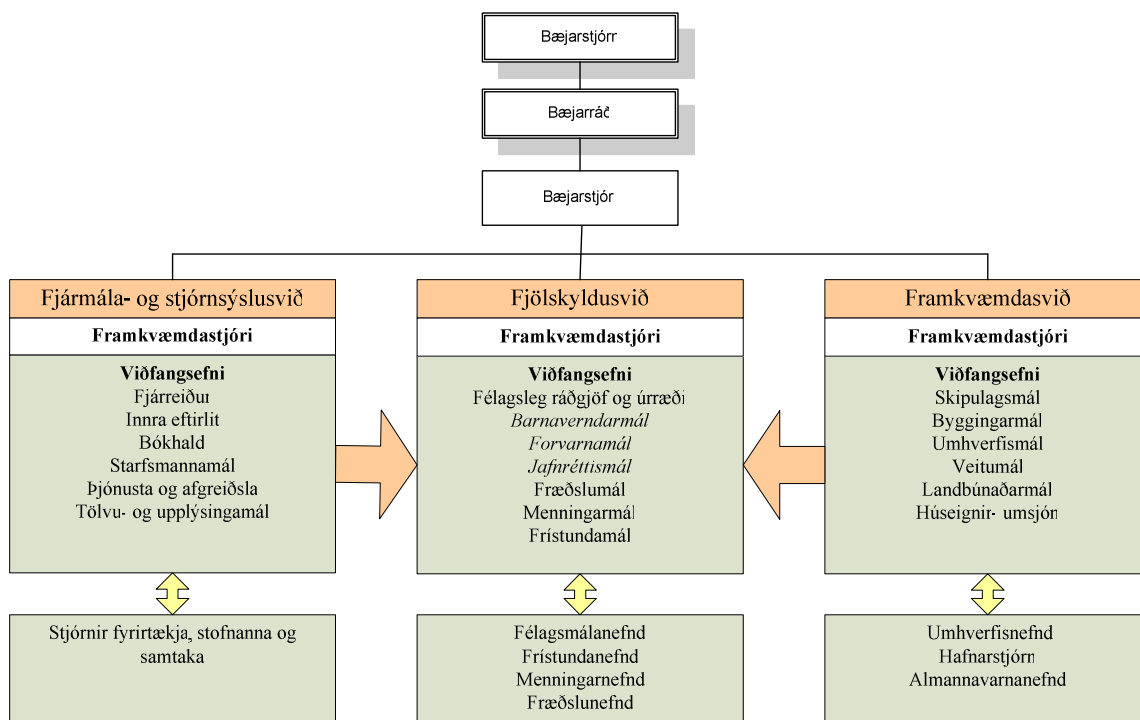 Bæjarstjórr
Bæjarráð
Bæjarstjór
Fjármála- og stjórnsýslusvið
Framkvæmdastjóri
Viðfangsefni
Fjárreiður
Innra eftirlit
Bókhald
Starfsmannamál
Þjónusta og afgreiðsla
Tölvu- og upplýsingamál
Stjórnir fyrirtækja, stofnanna og
samtaka
Fjölskyldusvið
Framkvæmdastjóri
Viðfangsefni
Félagsleg ráðgjöf og úrræði
Barnaverndarmál
Forvarnamál
Jafnréttismál
Fræðslumál
Menningarmál
Frístundamál
Félagsmálanefnd
Frístundanefnd
Menningarnefnd
Fræðslunefnd
Framkvæmdasvið
Framkvæmdastjóri
Viðfangsefni
Skipulagsmál
Byggingarmál
Umhverfismál
Veitumál
Landbúnaðarmál
Húseignir- umsjón
Umhverfisnefnd
Hafnarstjórn
Almannavarnanefnd